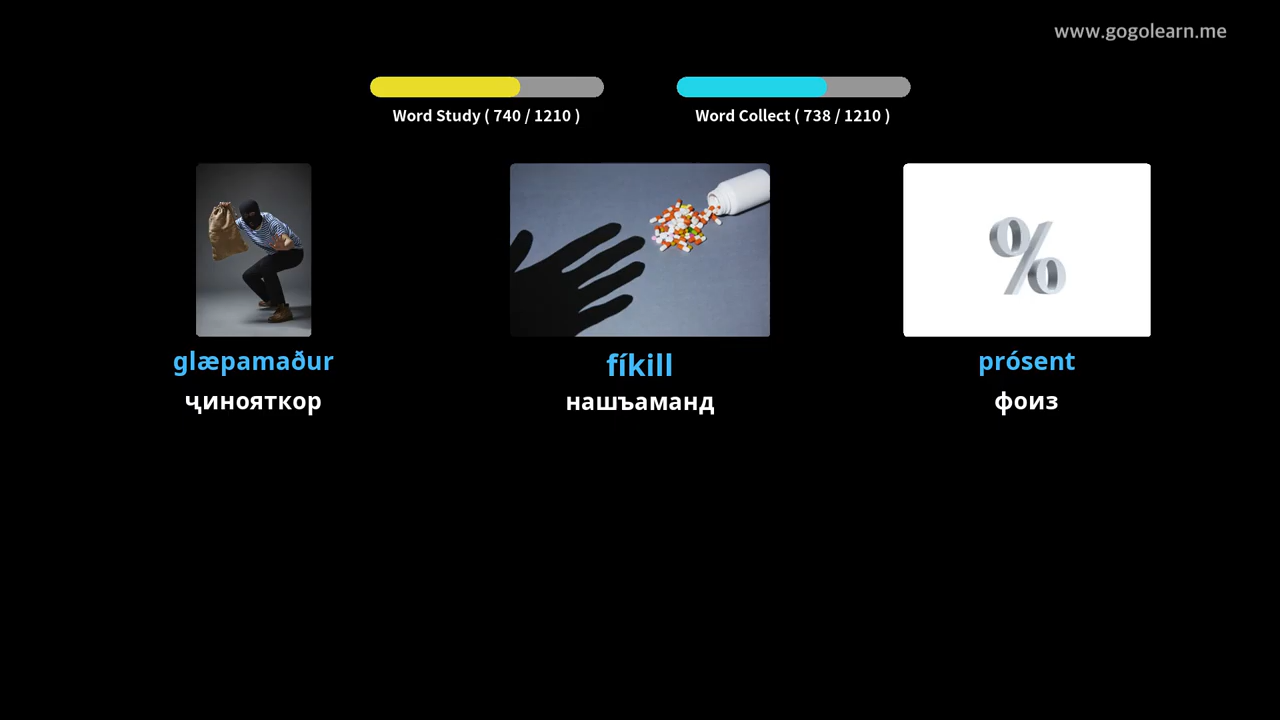 www.gogolearn.me
Word Study ( 740 / 1210 )
Word Collect ( 738 / 1210 )
glæpamaður
fíkill
prósent
ҷинояткор
нашъаманд
фоиз